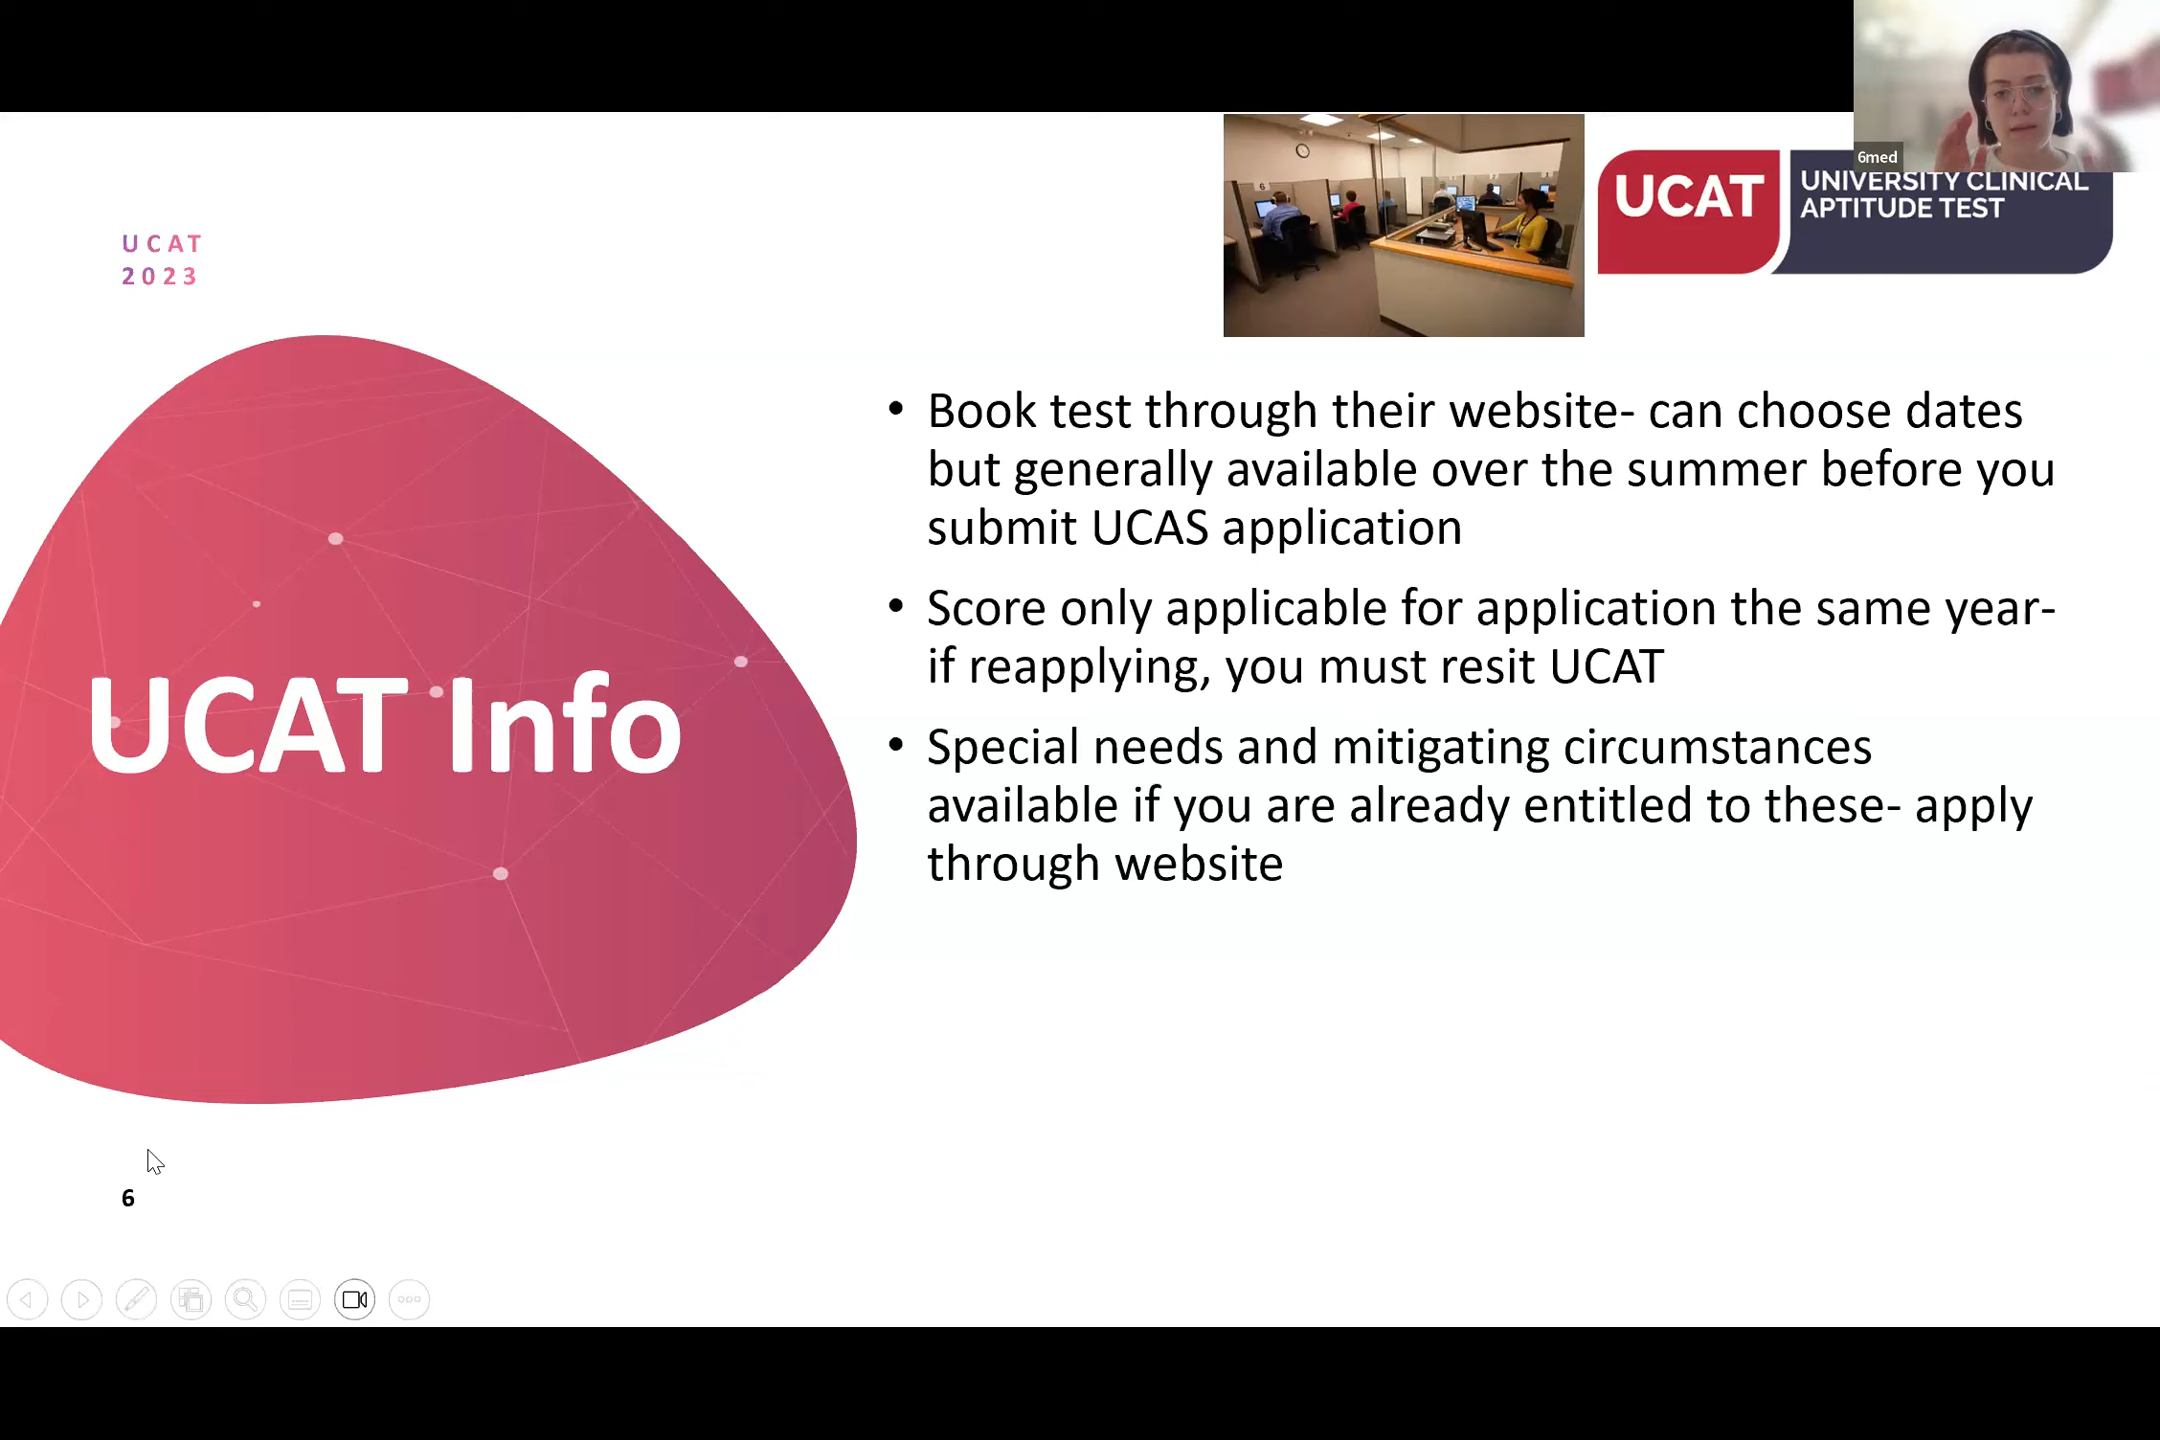 6med
UCAT
UNIVERSITY CLINICAL
APTITUDE TEST
6
UCAT
2023
UCAT Info
• Book test through their website- can choose dates
but generally available over the summer before you
submit UCAS application
• Score only applicable for application the same year-
if reapplying, you must resit UCAT
• Special needs and mitigating circumstances
available if you are already entitled to these- apply
through website
6